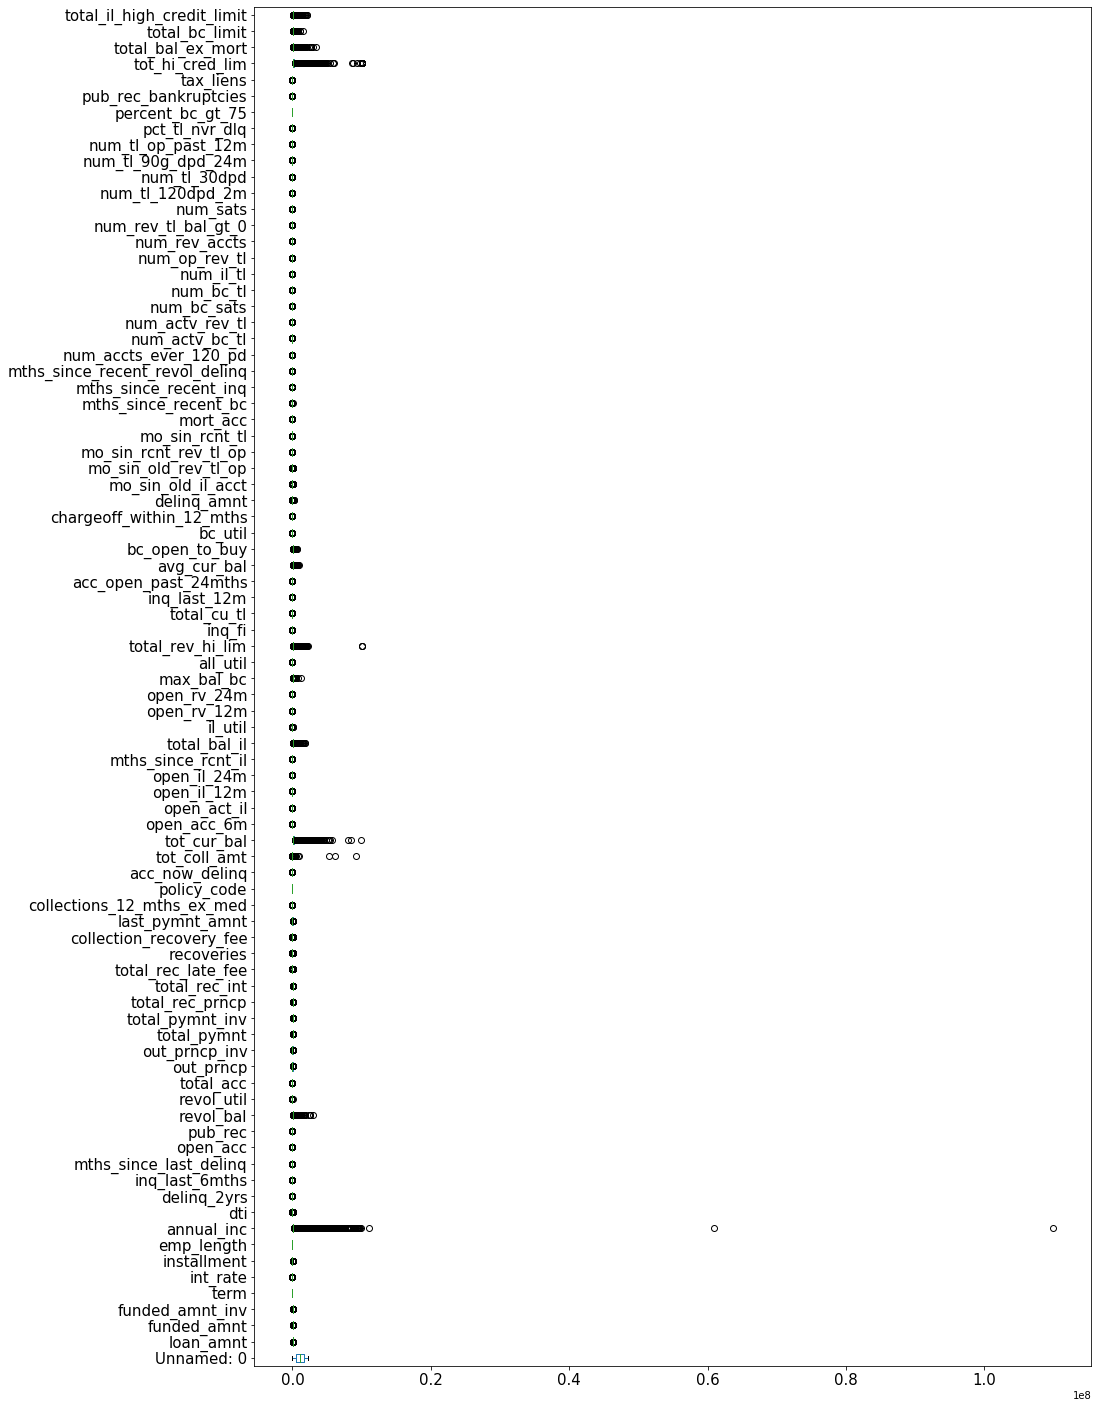 total_il_high_credit_limit
total_bc_limit
total_bal_ex_mort
tot_hi_cred_lim
tax_liens
pub_rec_bankruptcies
percent_bc_gt_75
pct_tl_nvr_dlq
num_tl_op_past_12m
num_tl_90g_dpd_24m
num_tl_30dpd
num_tl_120dpd_2m
num_sats
num_rev_tl_bal_gt_0
num_rev_accts
num_op_rev_tl
num_il_tl
num_bc_tl
num_bc_sats
num_actv_rev_tl
num_actv_bc_tl
num_accts_ever_120_pd
mths_since_recent_revol_delinq
mths_since_recent_inq
mths_since_recent_bc
mort_acc
mo_sin_rcnt_tl
mo_sin_rcnt_rev_tl_op
mo_sin_old_rev_tl_op
mo_sin_old_il_acct
delinq_amnt
chargeoff_within_12_mths
bc_util
bc_open_to_buy
avg_cur_bal
acc_open_past_24mths
inq_last_12m
total_cu_tl
inq_fi
total_rev_hi_lim
all_util
max_bal_bc
open_rv_24m
open_rv_12m
il_util
total_bal_il
mths_since_rcnt_il
open_il_24m
open_il_12m
open_act_il
open_acc_6m
tot_cur_bal
tot_coll_amt
acc_now_delinq
policy_code
collections_12_mths_ex_med
last_pymnt_amnt
collection_recovery_fee
recoveries
total_rec_late_fee
total_rec_int
total_rec_prncp
total_pymnt_inv
total_pymnt
out_prncp_inv
out_prncp
total_acc
revol_util
revol_bal
pub_rec
open_acc
mths_since_last_delinq
inq_last_6mths
delinq_2yrs
dti
annual_inc
emp_length
installment
int_rate
term
funded_amnt_inv
funded_amnt
loan_amnt
Unnamed: 0
0.0 0.2 0.4 0.6 0.8 1.0
1e8